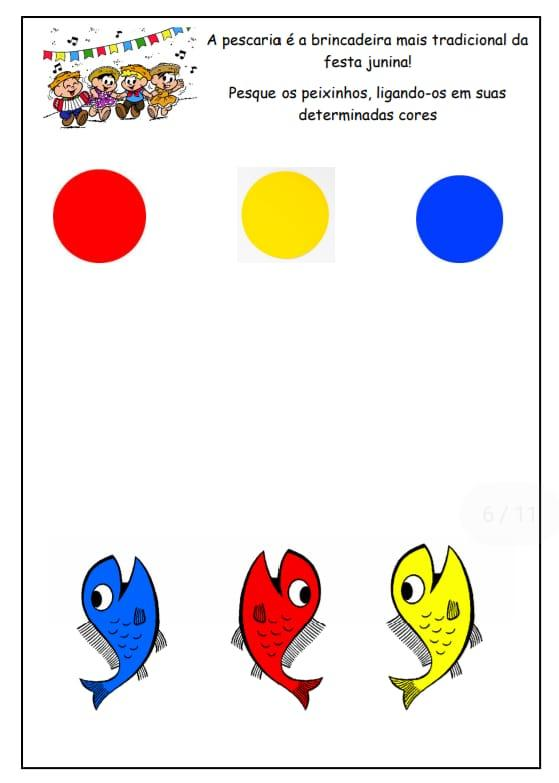 A pescaria é a brincadeira mais tradicional da
festa junina!
Pesque os peixinhos, ligando-os em suas
determinadas cores
6 / 11